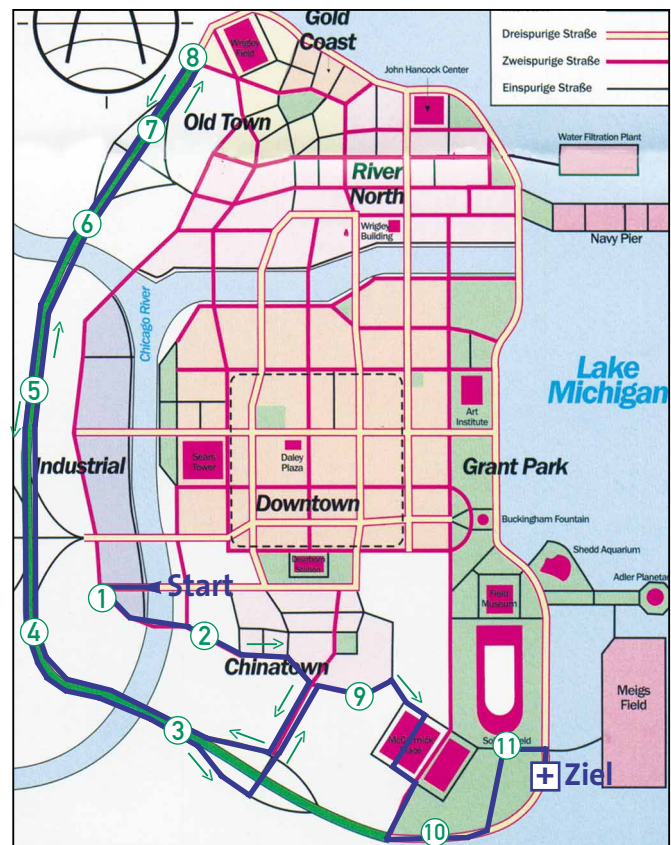 Gold
Coast
Wrigley
Field
John Hancock Center
Dreispurige Straße
Zweispurige Straße
Einspurige Straße
8
7
Old Town
Water Filtration Plant
River
North
6
Wrigley
Building
Navy Pier
Chicago River
Lake
Michigan
5
Art
Institute
Industrial
Sears
Tower
Daley
Plaza
Grant Park
Downtown
Buckingham Fountain
Shedd Aquarium
Dearborn
Station
Adler Planetar
Start
1
Field
Museum
2
4
Chinatown
Meigs
Field
9
3
McCormick
Place
11
Ziel
10